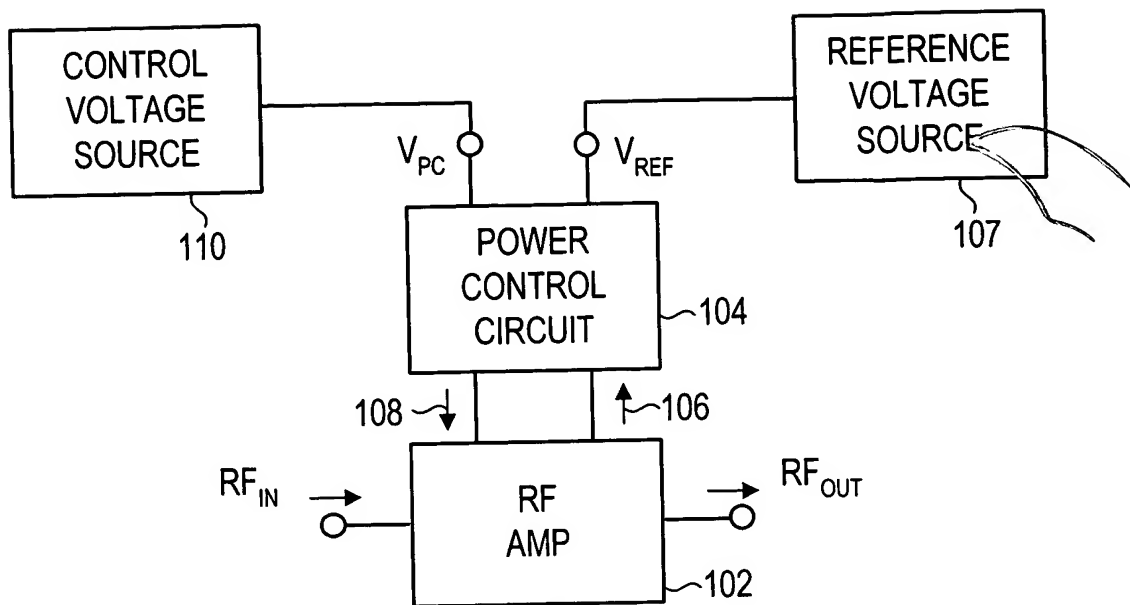 CONTROL
VOLTAGE
SOURCE
110
REFERENCE
VOLTAGE
SOURCE
107
V_PC
V_REF
POWER
CONTROL
CIRCUIT
104
108
106
RF_IN
RF
AMP
RF_OUT
102